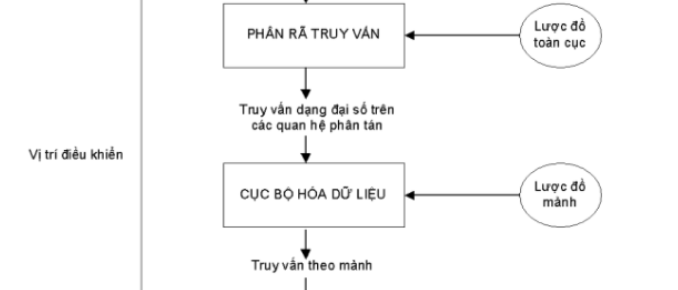 PHÂN RÃ TRUY VẤN
Lược đồ
toàn cục
Truy vấn dạng đại số trên
các quan hệ phân tán
Vị trí điều khiển
CỤC BỘ HÓA DỮ LIỆU
Lược đồ
mảnh
Truy vấn theo mảnh